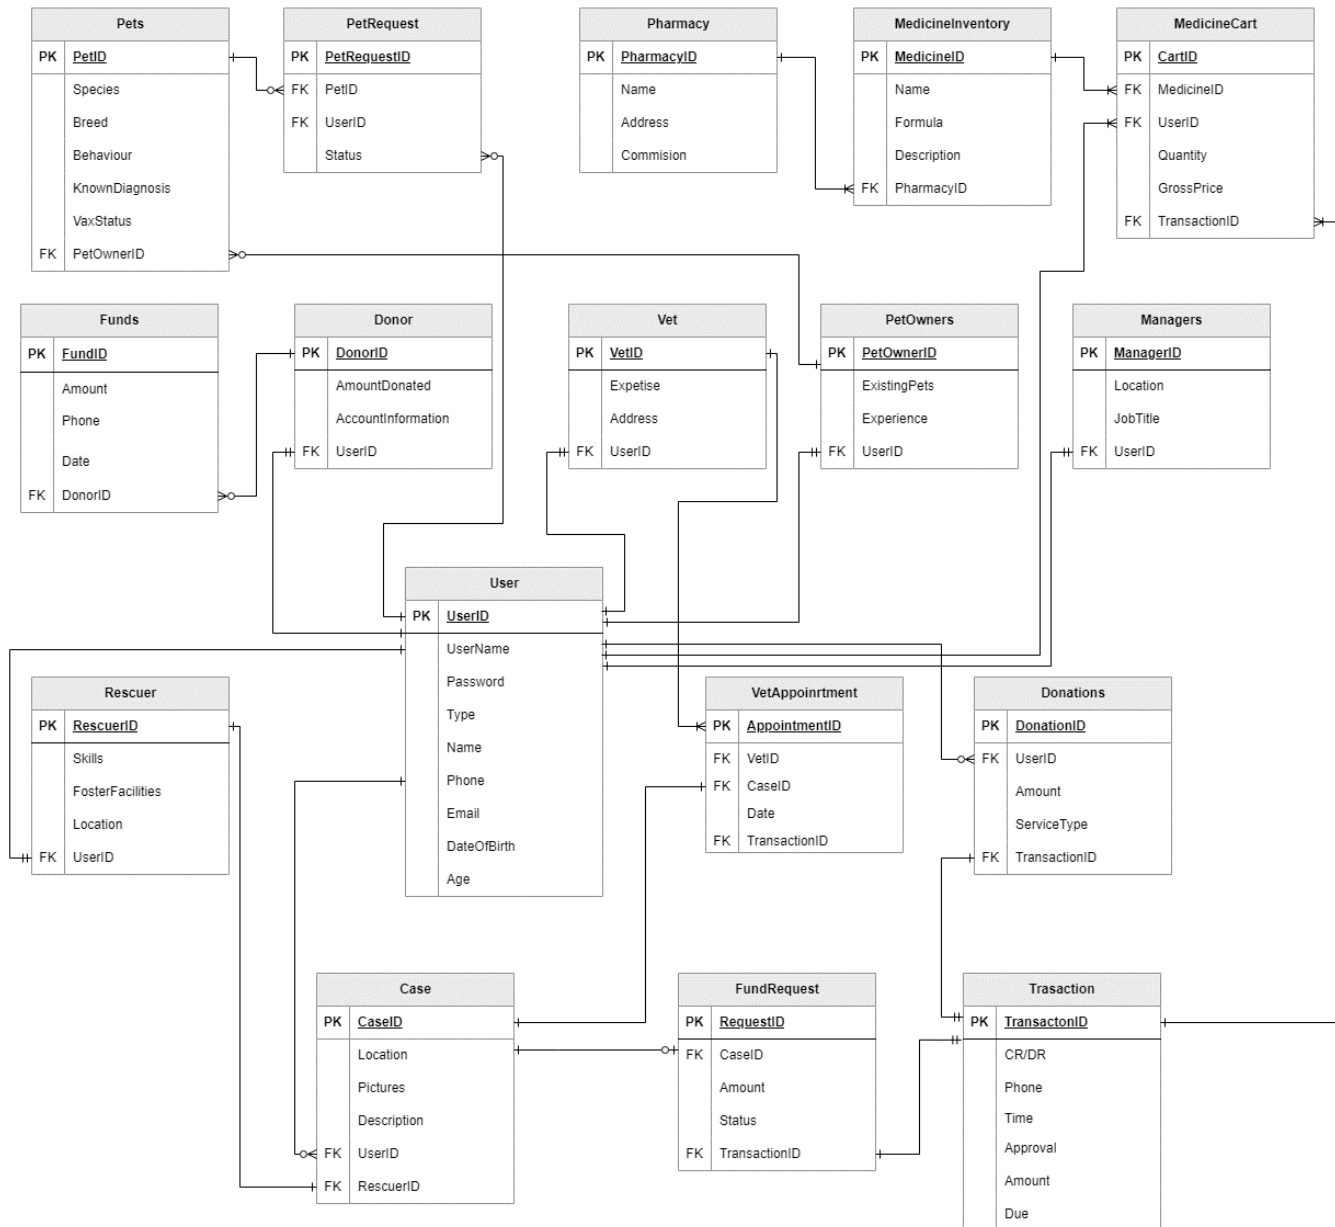 Pets
PK PetID
Species
Breed
Behaviour
KnownDiagnosis
VaxStatus
FK PetOwnerID
PetRequest
PK PetRequestID
FK PetID
FK UserID
Status
Pharmacy
PK PharmacyID
Name
Address
Commision
MedicineInventory
PK MedicineID
Name
Formula
Description
FK PharmacyID
MedicineCart
PK CartID
FK MedicineID
FK UserID
Quantity
GrossPrice
FK TransactionID
Funds
PK FundID
Amount
Phone
Date
FK DonorID
Donor
PK DonorID
AmountDonated
AccountInformation
FK UserID
Vet
PK VetID
Expetise
Address
FK UserID
PetOwners
PK PetOwnerID
ExistingPets
Experience
FK UserID
Managers
PK ManagerID
Location
JobTitle
FK UserID
User
PK UserID
UserName
Password
Type
Name
Phone
Email
DateOfBirth
Age
Rescuer
PK RescuerID
Skills
FosterFacilities
Location
FK UserID
VetAppoinrtment
PK AppointmentID
FK VetID
FK CaseID
Date
FK TransactionID
Donations
PK DonationID
FK UserID
Amount
ServiceType
FK TransactionID
Case
PK CaseID
Location
Pictures
Description
FK UserID
FK RescuerID
FundRequest
PK RequestID
FK CaseID
Amount
Status
FK TransactionID
Trasaction
PK TransactonID
CR/DR
Phone
Time
Approval
Amount
Due